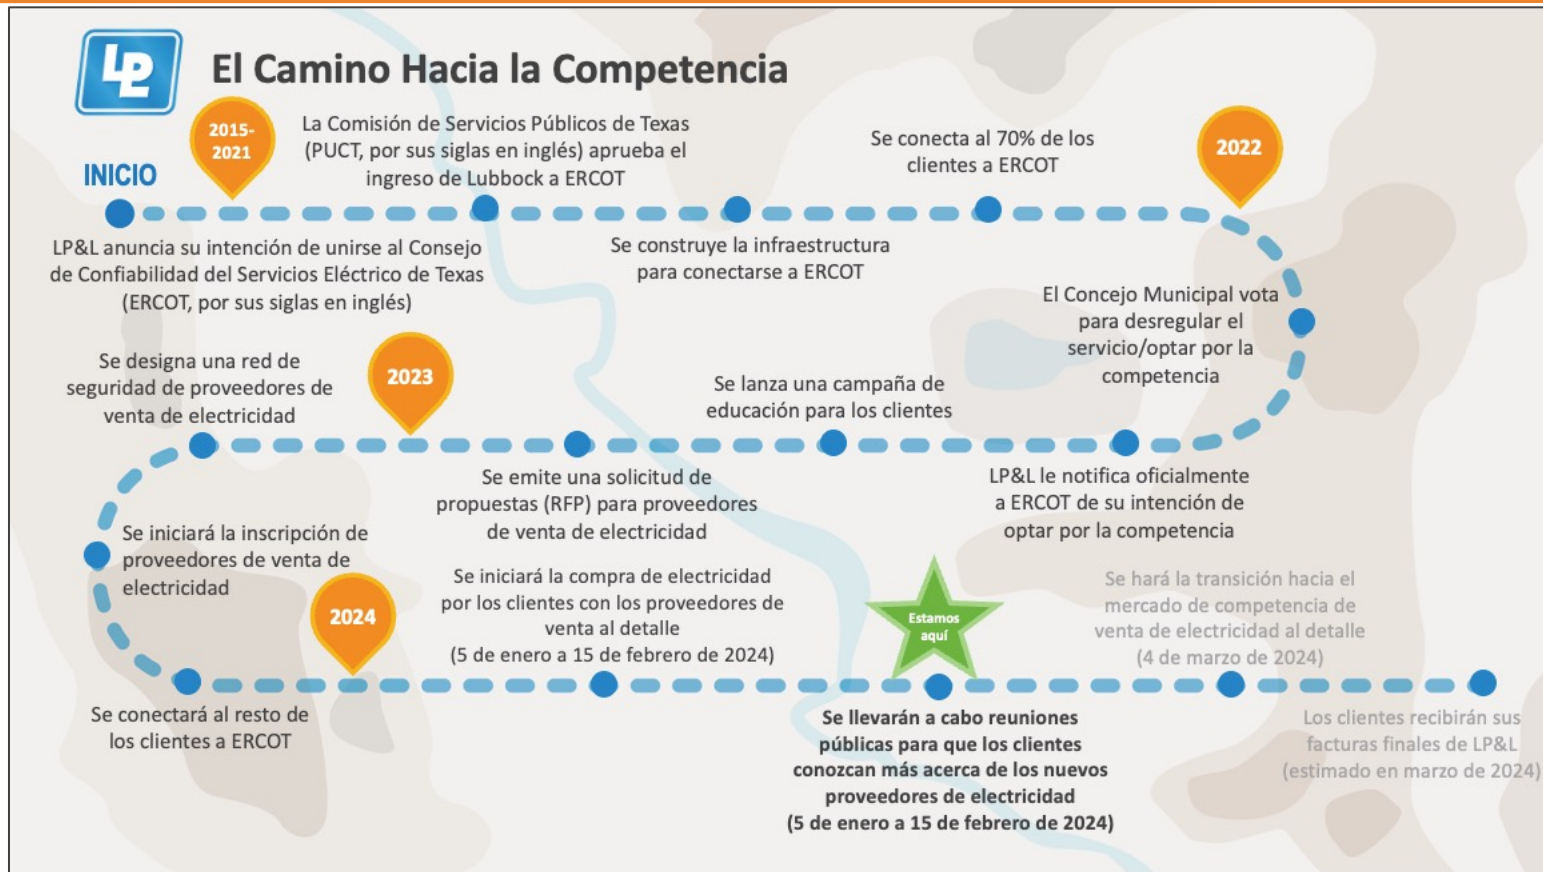 LP
El Camino Hacia la Competencia
2015-
2021
INICIO
LP&L anuncia su intención de unirse al Consejo
de Confiabilidad del Servicios Eléctrico de Texas
(ERCOT, por sus siglas en inglés)
La Comisión de Servicios Públicos de Texas
(PUCT, por sus siglas en inglés) aprueba el
ingreso de Lubbock a ERCOT
Se construye la infraestructura
para conectarse a ERCOT
Se conecta al 70% de los
clientes a ERCOT
2022
El Concejo Municipal vota
para desregular el
servicio/optar por la
competencia
LP&L le notifica oficialmente
a ERCOT de su intención de
optar por la competencia
Se lanza una campaña de
educación para los clientes
Se emite una solicitud de
propuestas (RFP) para proveedores
de venta de electricidad
2023
Se designa una red de
seguridad de proveedores de
venta de electricidad
Se iniciará la inscripción de
proveedores de venta de
electricidad
Se conectará al resto de
los clientes a ERCOT
2024
Se iniciará la compra de electricidad
por los clientes con los proveedores de
venta al detalle
(5 de enero a 15 de febrero de 2024)
Estamos
aquí
Se llevarán a cabo reuniones
públicas para que los clientes
conozcan más acerca de los nuevos
proveedores de electricidad
(5 de enero a 15 de febrero de 2024)
Se hará la transición hacia el
mercado de competencia de
venta de electricidad al detalle
(4 de marzo de 2024)
Los clientes recibirán sus
facturas finales de LP&L
(estimado en marzo de 2024)